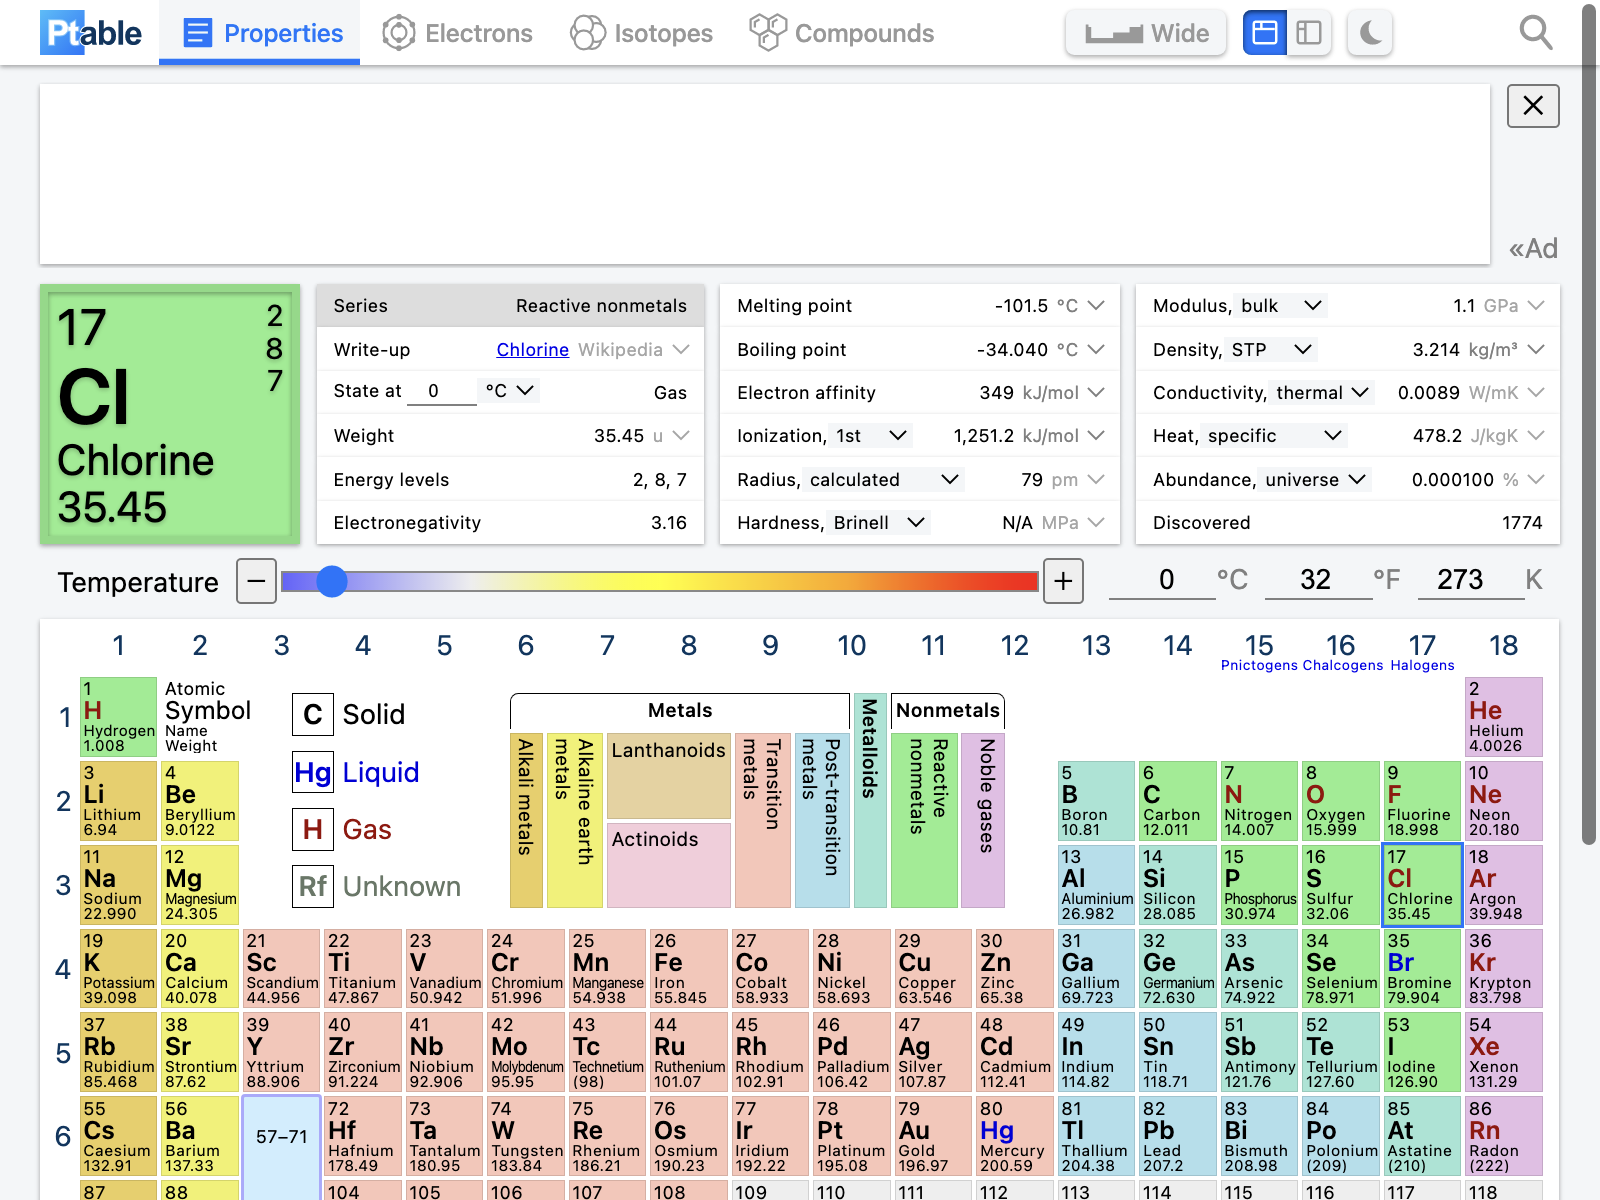 Ptable
Properties
Electrons
Isotopes
Compounds
Wide
«Ad
17
2
8
7
Cl
Chlorine
35.45
Series Reactive nonmetals
Write-up Chlorine Wikipedia
State at 0 °C Gas
Weight 35.45 u
Energy levels 2, 8, 7
Electronegativity 3.16
Melting point -101.5 °C
Boiling point -34.040 °C
Electron affinity 349 kJ/mol
Ionization, 1st 1,251.2 kJ/mol
Radius, calculated 79 pm
Hardness, Brinell N/A MPa
Modulus, bulk 1.1 GPa
Density, STP 3.214 kg/m³
Conductivity, thermal 0.0089 W/mK
Heat, specific 478.2 J/kgK
Abundance, universe 0.000100 %
Discovered 1774
Temperature − + 0 °C 32 °F 273 K
1 2 3 4 5 6 7 8 9 10 11 12 13 14 15 16 17 18
Pnictogens Chalcogens Halogens
Atomic
Symbol
Name
Weight
C Solid
Hg Liquid
H Gas
Rf Unknown
Metals
Metalloids
Nonmetals
Alkali metals
Alkaline earth metals
Lanthanoids
Actinoids
Transition metals
Post-transition metals
Reactive nonmetals
Noble gases
1
1 2
H He
Hydrogen Helium
1.008 4.0026
2
3 4 5 6 7 8 9 10
Li Be B C N O F Ne
Lithium Beryllium Boron Carbon Nitrogen Oxygen Fluorine Neon
6.94 9.0122 10.81 12.011 14.007 15.999 18.998 20.180
3
11 12 13 14 15 16 17 18
Na Mg Al Si P S Cl Ar
Sodium Magnesium Aluminium Silicon Phosphorus Sulfur Chlorine Argon
22.990 24.305 26.982 28.085 30.974 32.06 35.45 39.948
4
19 20 21 22 23 24 25 26 27 28 29 30 31 32 33 34 35 36
K Ca Sc Ti V Cr Mn Fe Co Ni Cu Zn Ga Ge As Se Br Kr
Potassium Calcium Scandium Titanium Vanadium Chromium Manganese Iron Cobalt Nickel Copper Zinc Gallium Germanium Arsenic Selenium Bromine Krypton
39.098 40.078 44.956 47.867 50.942 51.996 54.938 55.845 58.933 58.693 63.546 65.38 69.723 72.630 74.922 78.971 79.904 83.798
5
37 38 39 40 41 42 43 44 45 46 47 48 49 50 51 52 53 54
Rb Sr Y Zr Nb Mo Tc Ru Rh Pd Ag Cd In Sn Sb Te I Xe
Rubidium Strontium Yttrium Zirconium Niobium Molybdenum Technetium Ruthenium Rhodium Palladium Silver Cadmium Indium Tin Antimony Tellurium Iodine Xenon
85.468 87.62 88.906 91.224 92.906 95.95 (98) 101.07 102.91 106.42 107.87 112.41 114.82 118.71 121.76 127.60 126.90 131.29
6
55 56 57–71 72 73 74 75 76 77 78 79 80 81 82 83 84 85 86
Cs Ba Hf Ta W Re Os Ir Pt Au Hg Tl Pb Bi Po At Rn
Caesium Barium Hafnium Tantalum Tungsten Rhenium Osmium Iridium Platinum Gold Mercury Thallium Lead Bismuth Polonium Astatine Radon
132.91 137.33 178.49 180.95 183.84 186.21 190.23 192.22 195.08 196.97 200.59 204.38 207.2 208.98 (209) (210) (222)
87 88 104 105 106 107 108 109 110 111 112 113 114 115 116 117 118